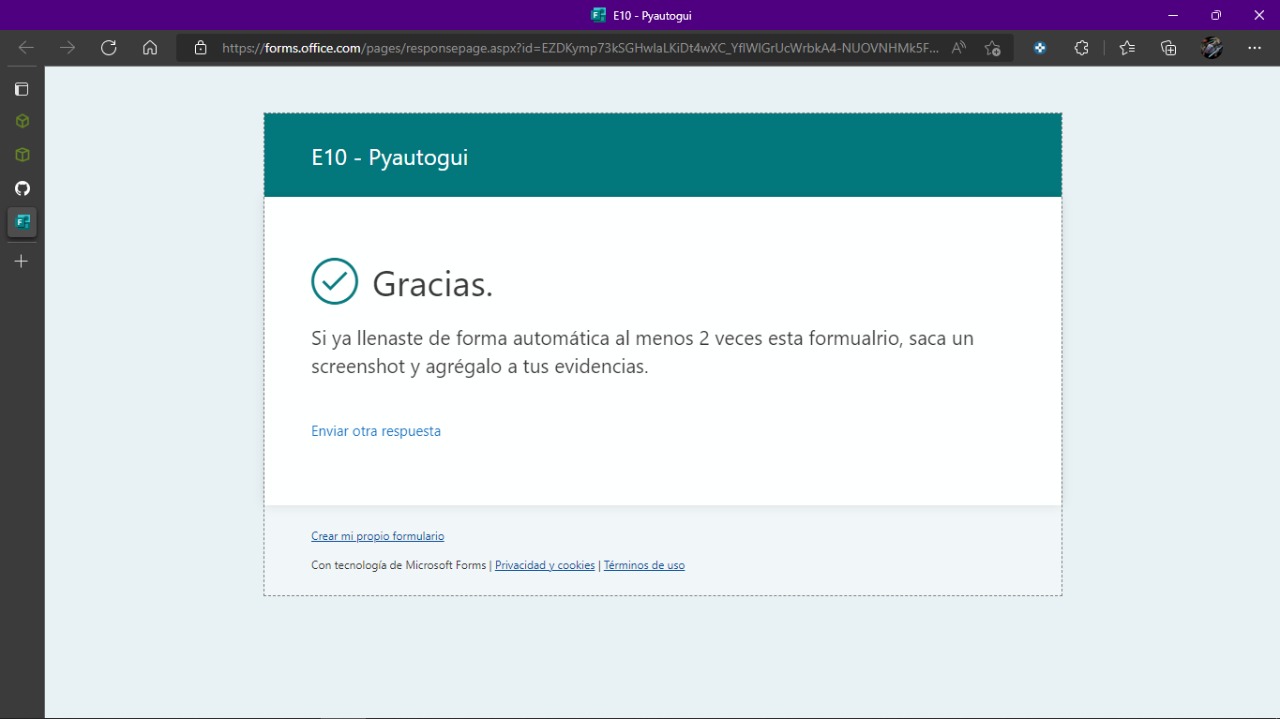 E10 - Pyautogui
https://forms.office.com/pages/responsepage.aspx?id=EZDKymp73kSGHwlaLKiDt4wXC_YflWlGrUcWrbkA4-NUOVNHMk5F...
E10 - Pyautogui
Gracias.
Si ya llenaste de forma automática al menos 2 veces esta formualrio, saca un
screenshot y agrégalo a tus evidencias.
Enviar otra respuesta
Crear mi propio formulario
Con tecnología de Microsoft Forms | Privacidad y cookies | Términos de uso